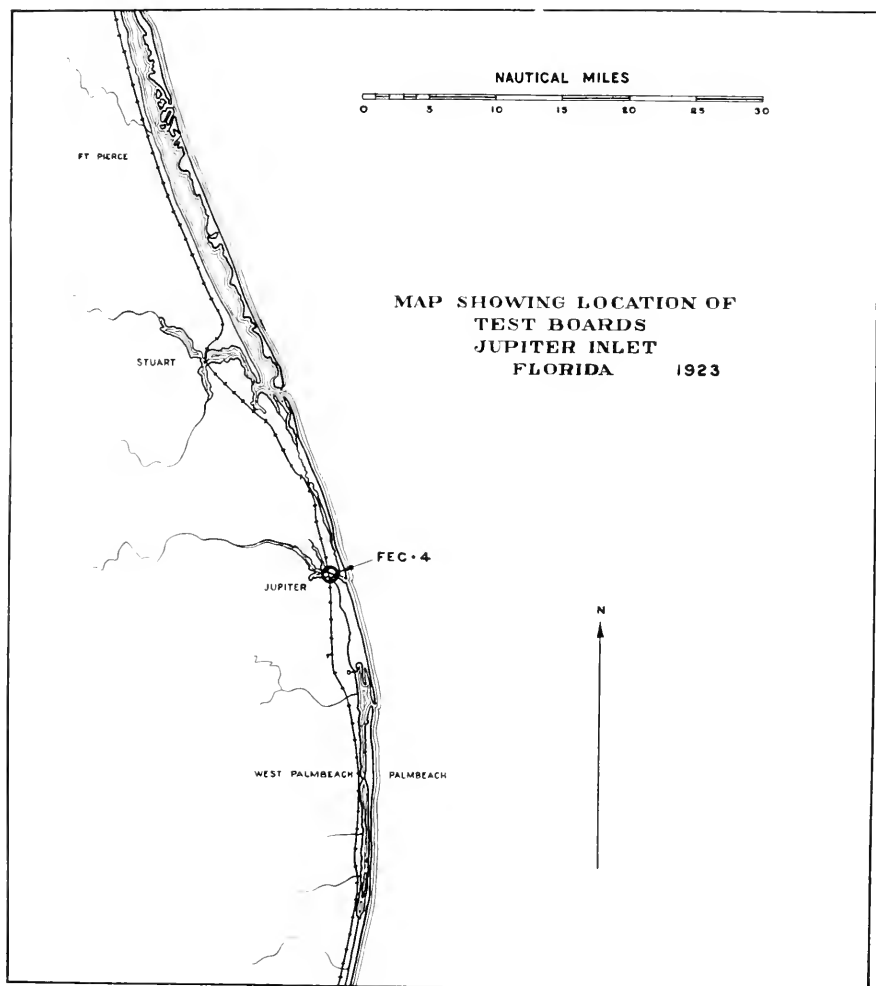 NAUTICAL MILES
0 5 10 15 20 25 30
FT PIERCE
MAP SHOWING LOCATION OF
TEST BOARDS
JUPITER INLET
FLORIDA 1923
STUART
FEC-4
JUPITER
N
WEST PALMBEACH PALMBEACH